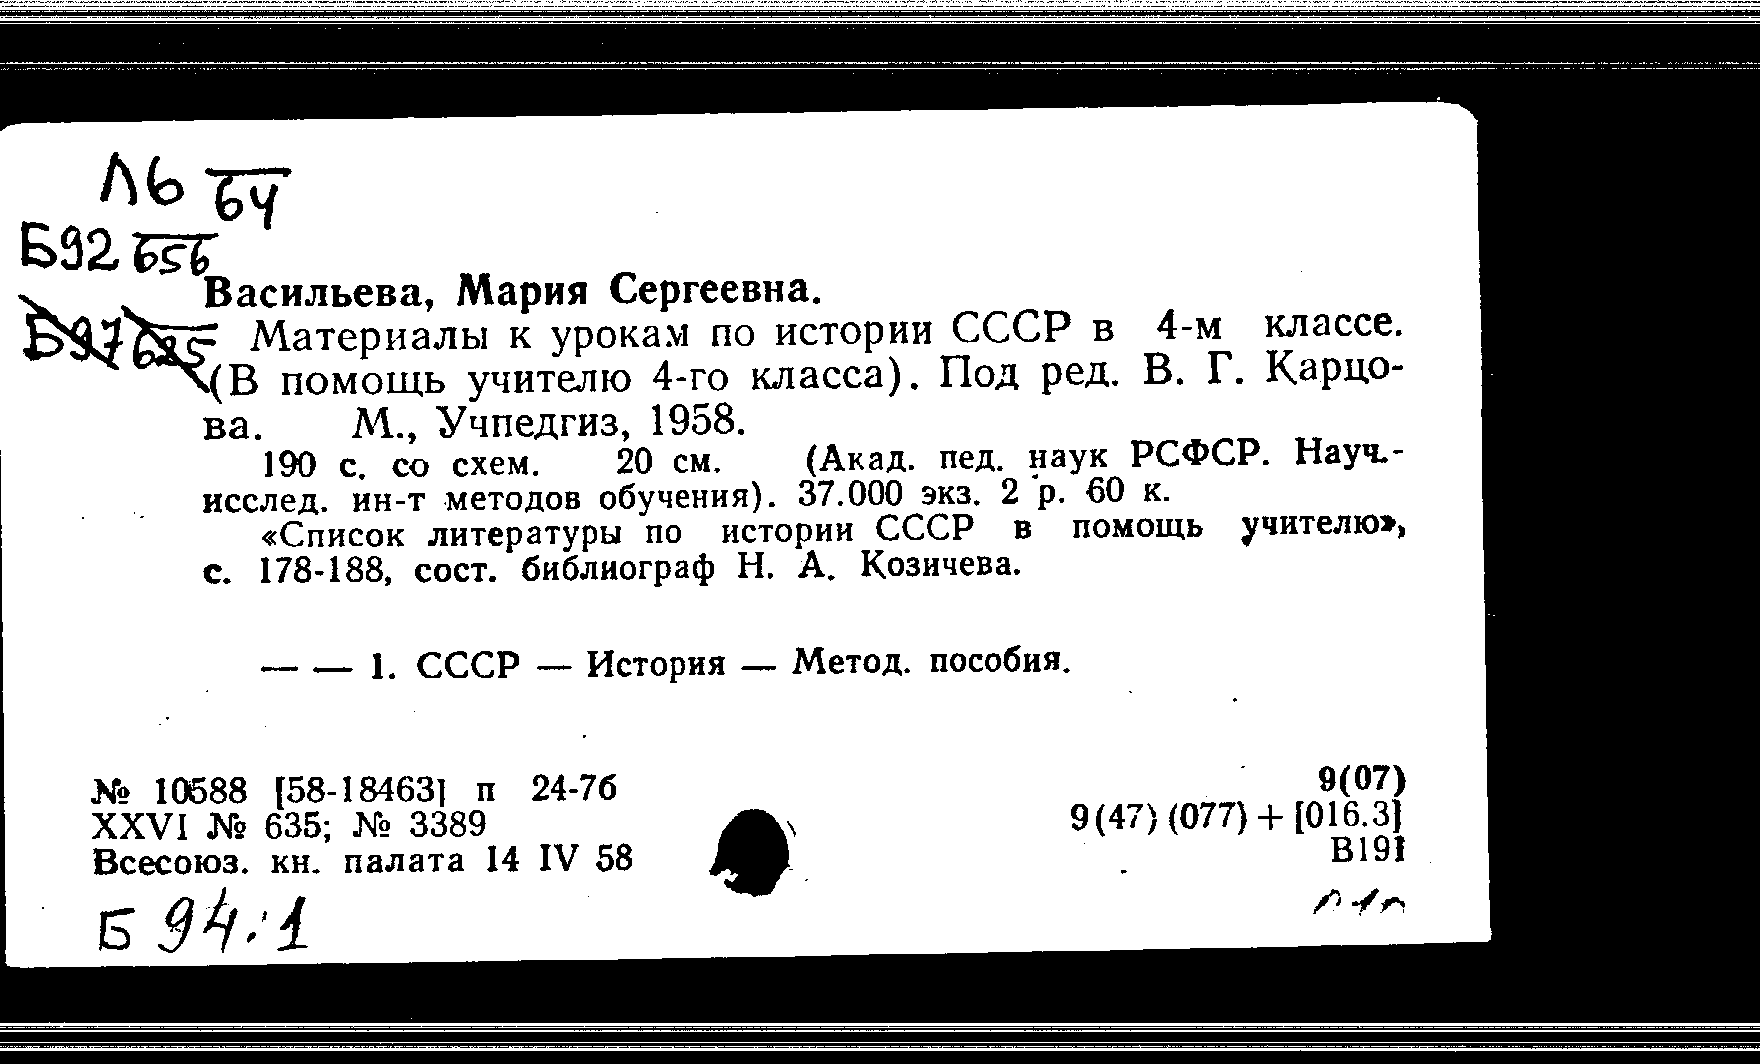 Л6 64
Б92 656
Васильева, Мария Сергеевна.
Б97 625
Материалы к урокам по истории СССР в 4-м классе.
(В помощь учителю 4-го класса). Под ред. В. Г. Карцо-
ва. М., Учпедгиз, 1958.
190 с. со схем. 20 см. (Акад. пед. наук РСФСР. Науч.-
исслед. ин-т методов обучения). 37.000 экз. 2 р. 60 к.
«Список литературы по истории СССР в помощь учителю»,
с. 178-188, сост. библиограф Н. А. Козичева.
— — 1. СССР — История — Метод. пособия.
№ 10588 [58-18463] п 24-7б
XXVI № 635; № 3389
Всесоюз. кн. палата 14 IV 58
9(07)
9(47)(077)+[016.3]
В191
Б 94:1